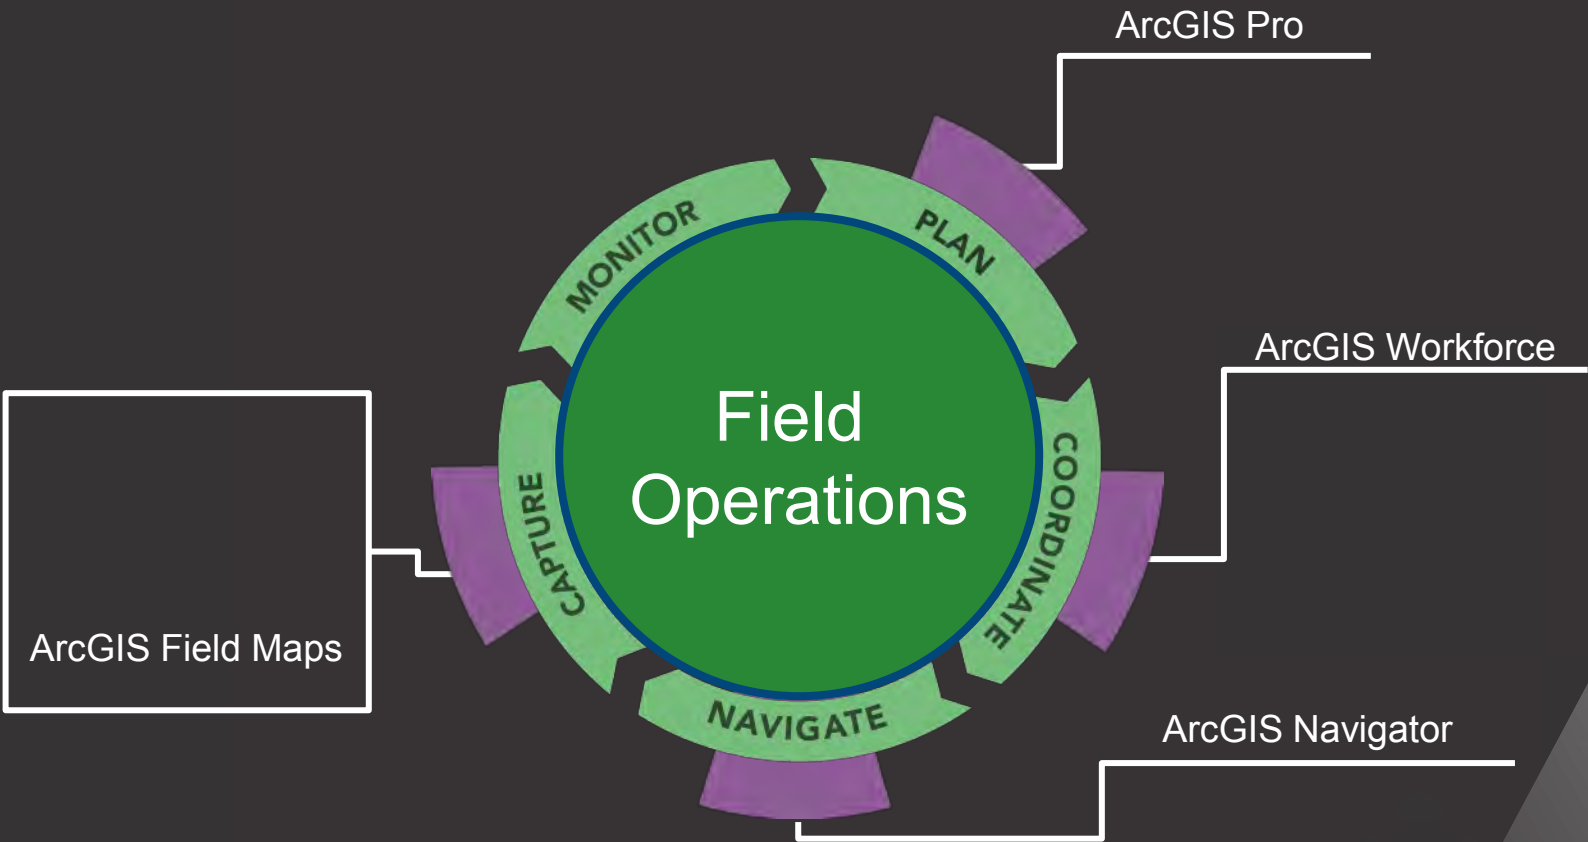 ArcGIS Pro
MONITOR
PLAN
ArcGIS Workforce
Field
Operations
COORDINATE
CAPTURE
ArcGIS Field Maps
NAVIGATE
ArcGIS Navigator